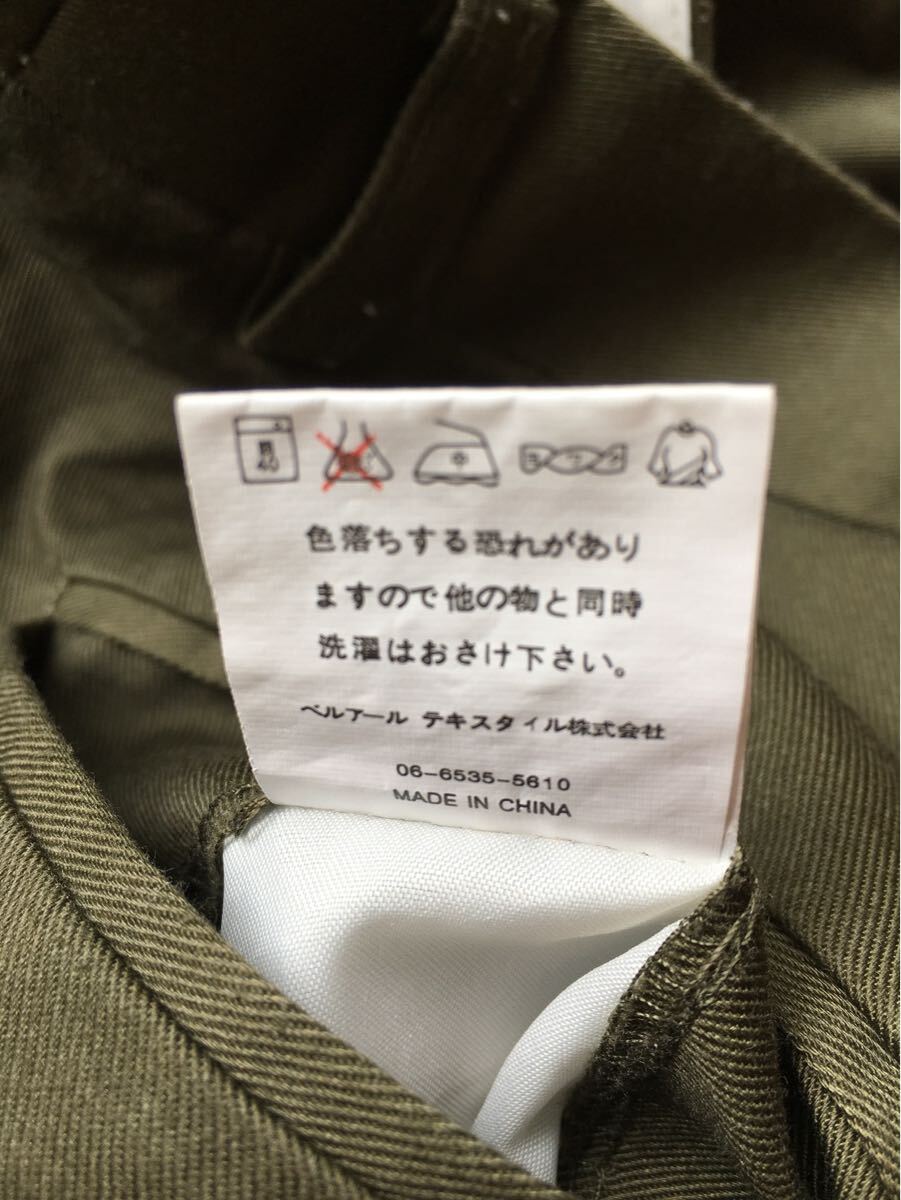 40
色落ちする恐れがあり
ますので他の物と同時
洗濯はおさけ下さい。
ベルアール テキスタイル株式会社
06-6535-5610
MADE IN CHINA